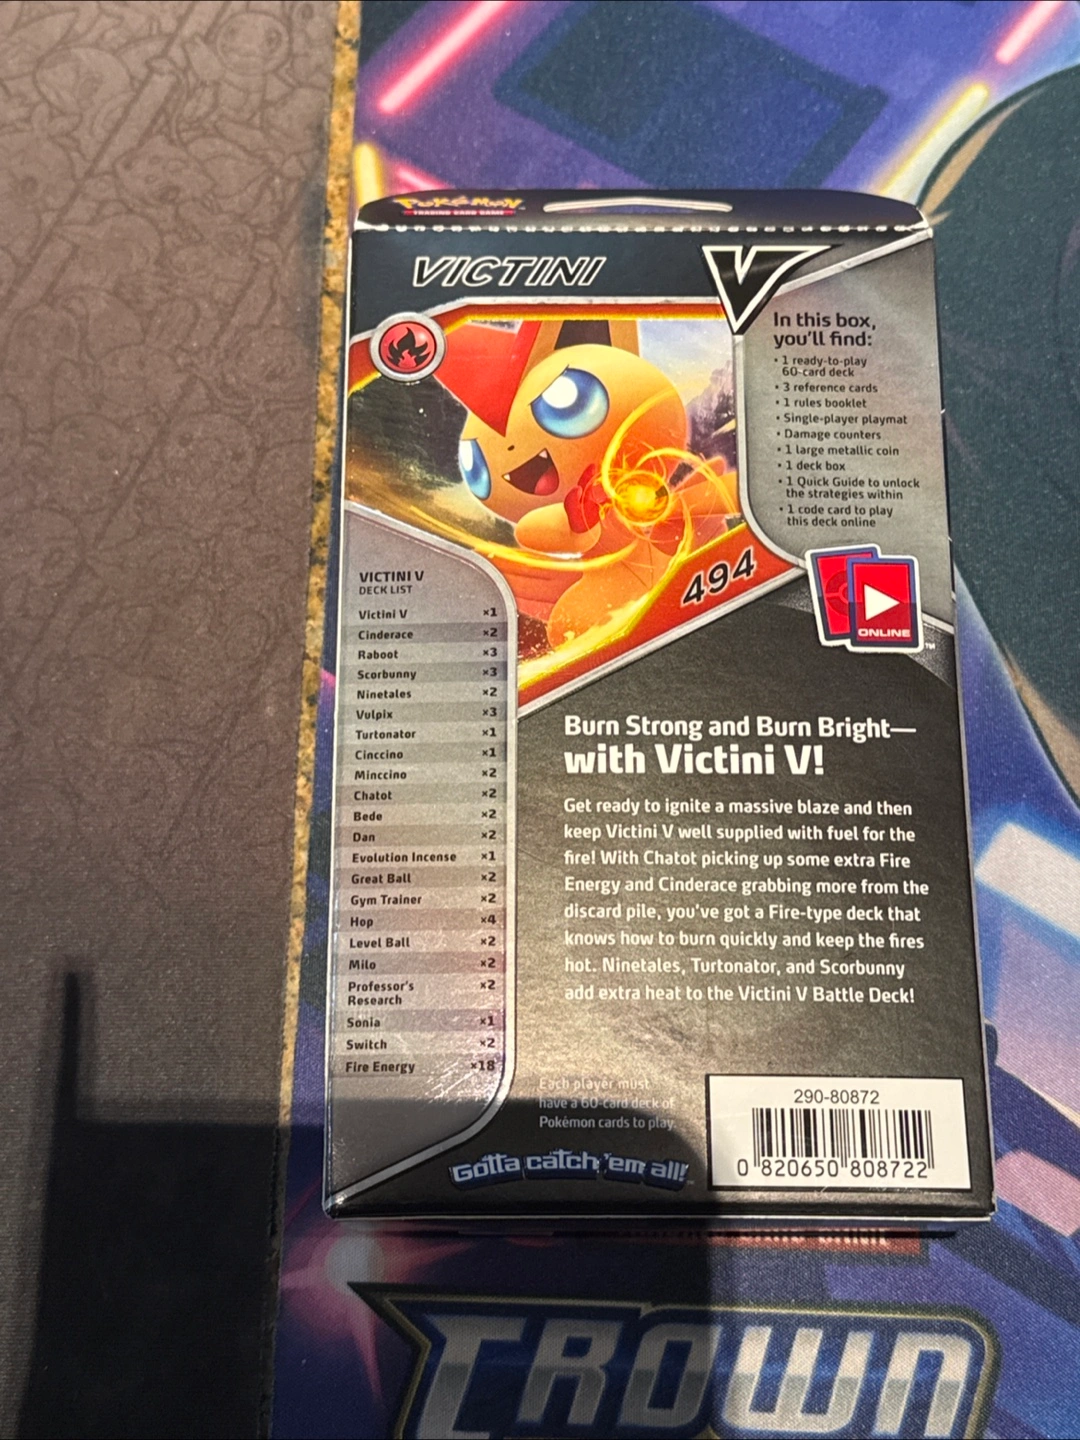 POKÉMON
TRADING CARD GAME
VICTINI
V
In this box,
you'll find:
• 1 ready-to-play
60-card deck
• 3 reference cards
• 1 rules booklet
• Single-player playmat
• Damage counters
• 1 large metallic coin
• 1 deck box
• 1 Quick Guide to unlock
the strategies within
• 1 code card to play
this deck online
494
ONLINE
TM
VICTINI V
DECK LIST
Victini V ×1
Cinderace ×2
Raboot ×3
Scorbunny ×3
Ninetales ×2
Vulpix ×3
Turtonator ×1
Cinccino ×1
Minccino ×2
Chatot ×2
Bede ×2
Dan ×2
Evolution Incense ×1
Great Ball ×2
Gym Trainer ×2
Hop ×4
Level Ball ×2
Milo ×2
Professor's ×2
Research
Sonia ×1
Switch ×2
Fire Energy ×18
Burn Strong and Burn Bright—
with Victini V!
Get ready to ignite a massive blaze and then
keep Victini V well supplied with fuel for the
fire! With Chatot picking up some extra Fire
Energy and Cinderace grabbing more from the
discard pile, you've got a Fire-type deck that
knows how to burn quickly and keep the fires
hot. Ninetales, Turtonator, and Scorbunny
add extra heat to the Victini V Battle Deck!
Each player must
have a 60-card deck of
Pokémon cards to play.
Gotta catch 'em all!
290-80872
0 820650 808722
CROWN